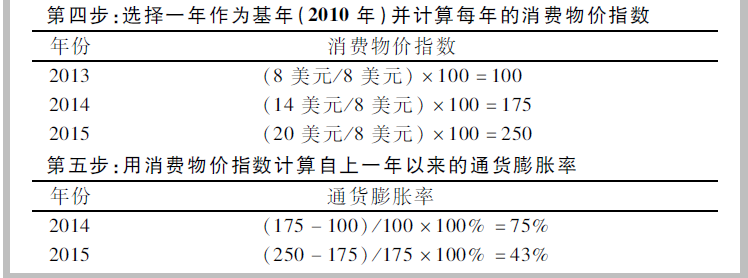 第四步:选择一年作为基年(2010 年)并计算每年的消费物价指数
年份 消费物价指数
2013 (8 美元/8 美元)×100=100
2014 (14 美元/8 美元)×100=175
2015 (20 美元/8 美元)×100=250
第五步:用消费物价指数计算自上一年以来的通货膨胀率
年份 通货膨胀率
2014 (175-100)/100×100% =75%
2015 (250-175)/175×100% =43%